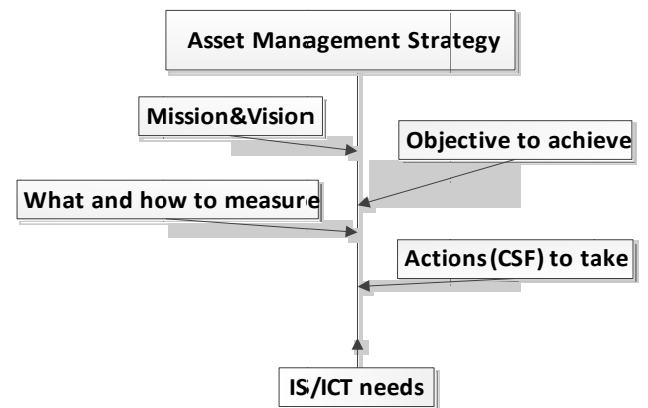 Asset Management Strategy
Mission&Vision
Objective to achieve
What and how to measure
Actions (CSF) to take
IS/ICT needs